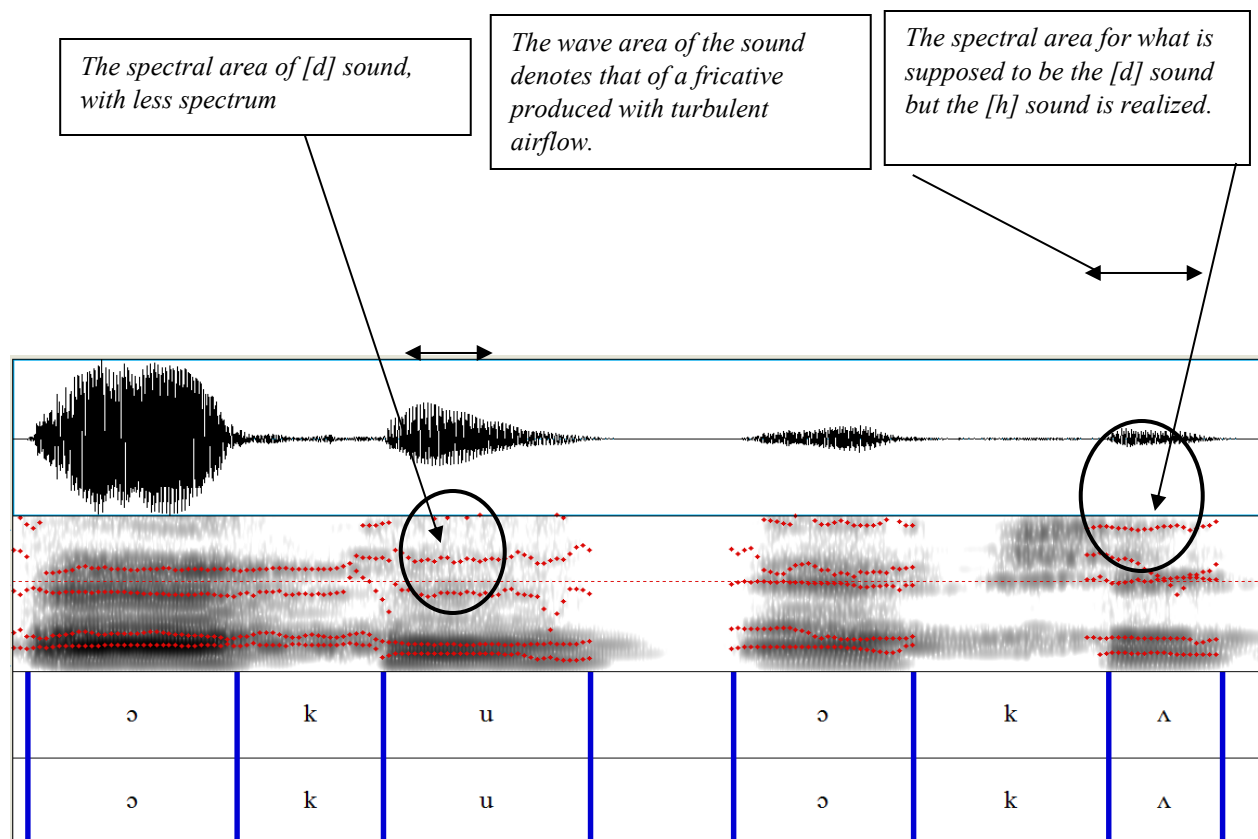 The spectral area of [d] sound,
with less spectrum
The wave area of the sound
denotes that of a fricative
produced with turbulent
airflow.
The spectral area for what is
supposed to be the [d] sound
but the [h] sound is realized.
ɔ k u ɔ k ʌ
ɔ k u ɔ k ʌ